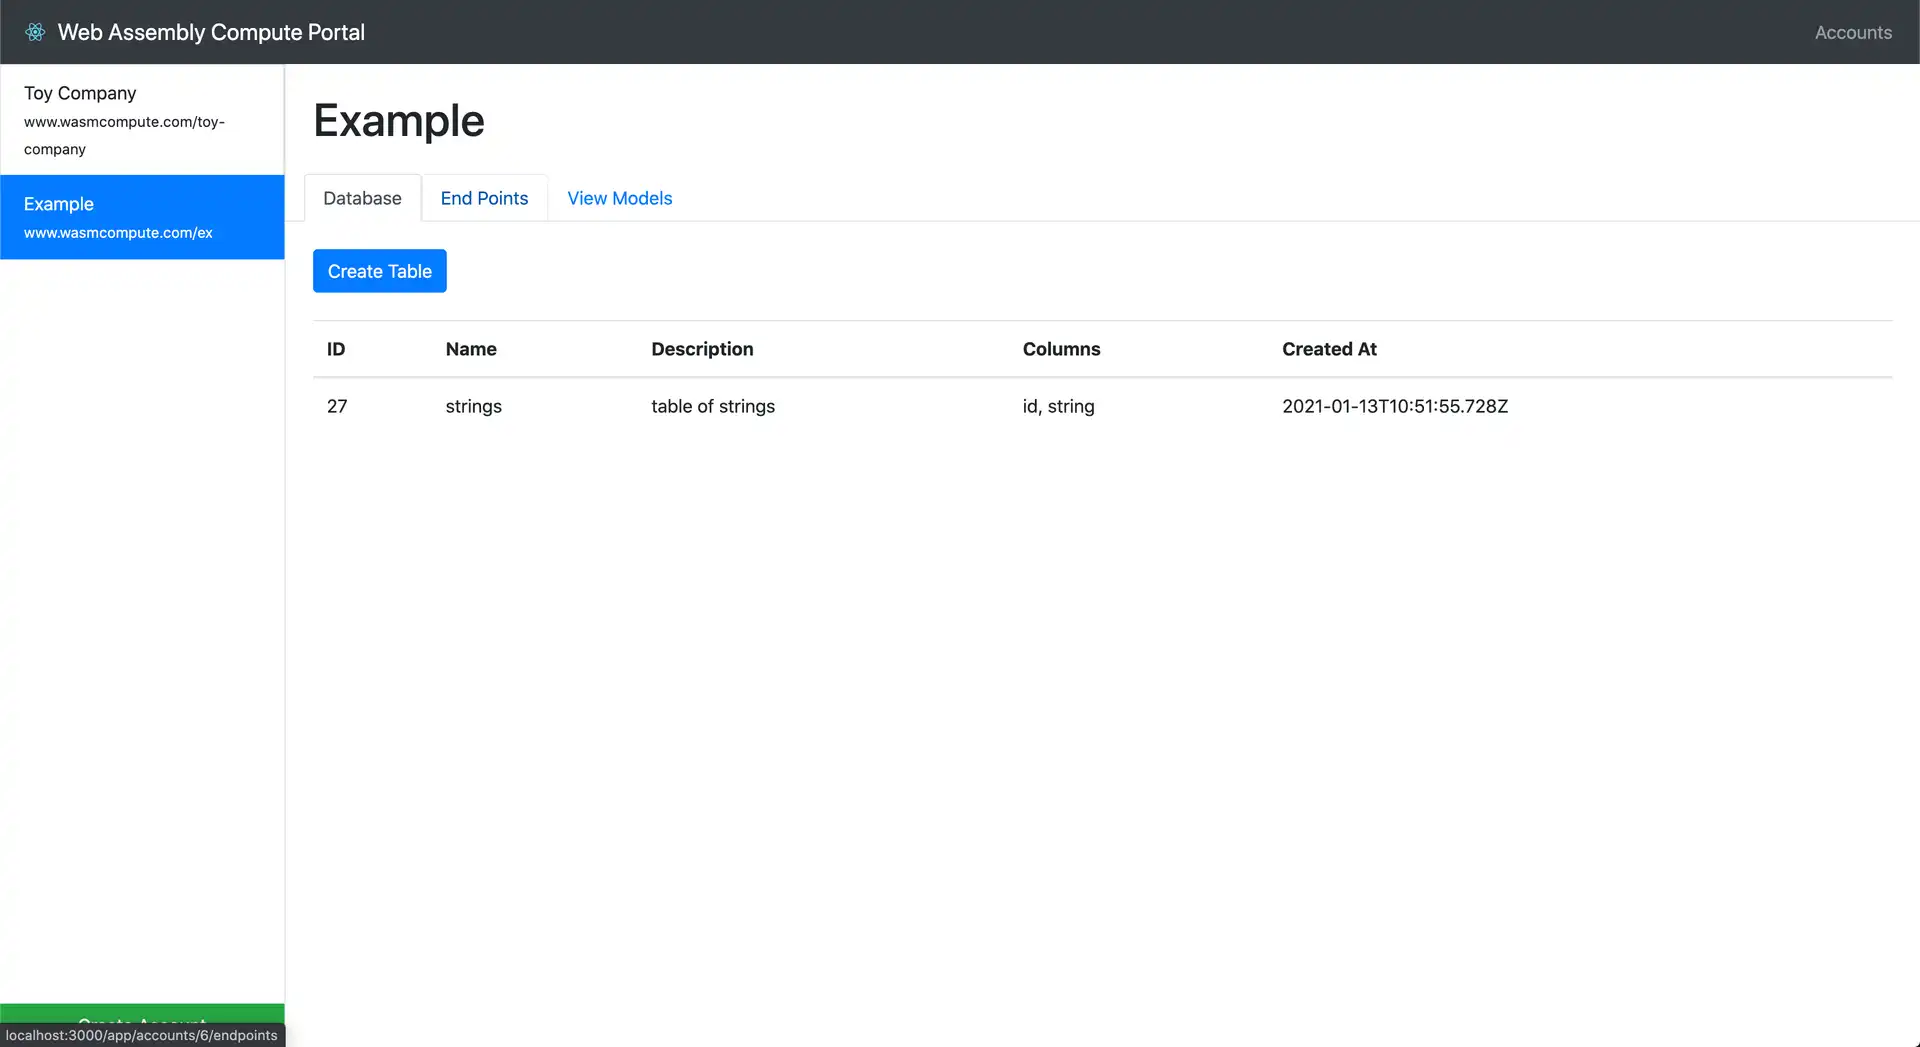 Web Assembly Compute Portal
Accounts
Toy Company
www.wasmcompute.com/toy-
company
Example
www.wasmcompute.com/ex
Example
Database
End Points
View Models
Create Table
ID Name Description Columns Created At
27 strings table of strings id, string 2021-01-13T10:51:55.728Z
Create Account
localhost:3000/app/accounts/6/endpoints